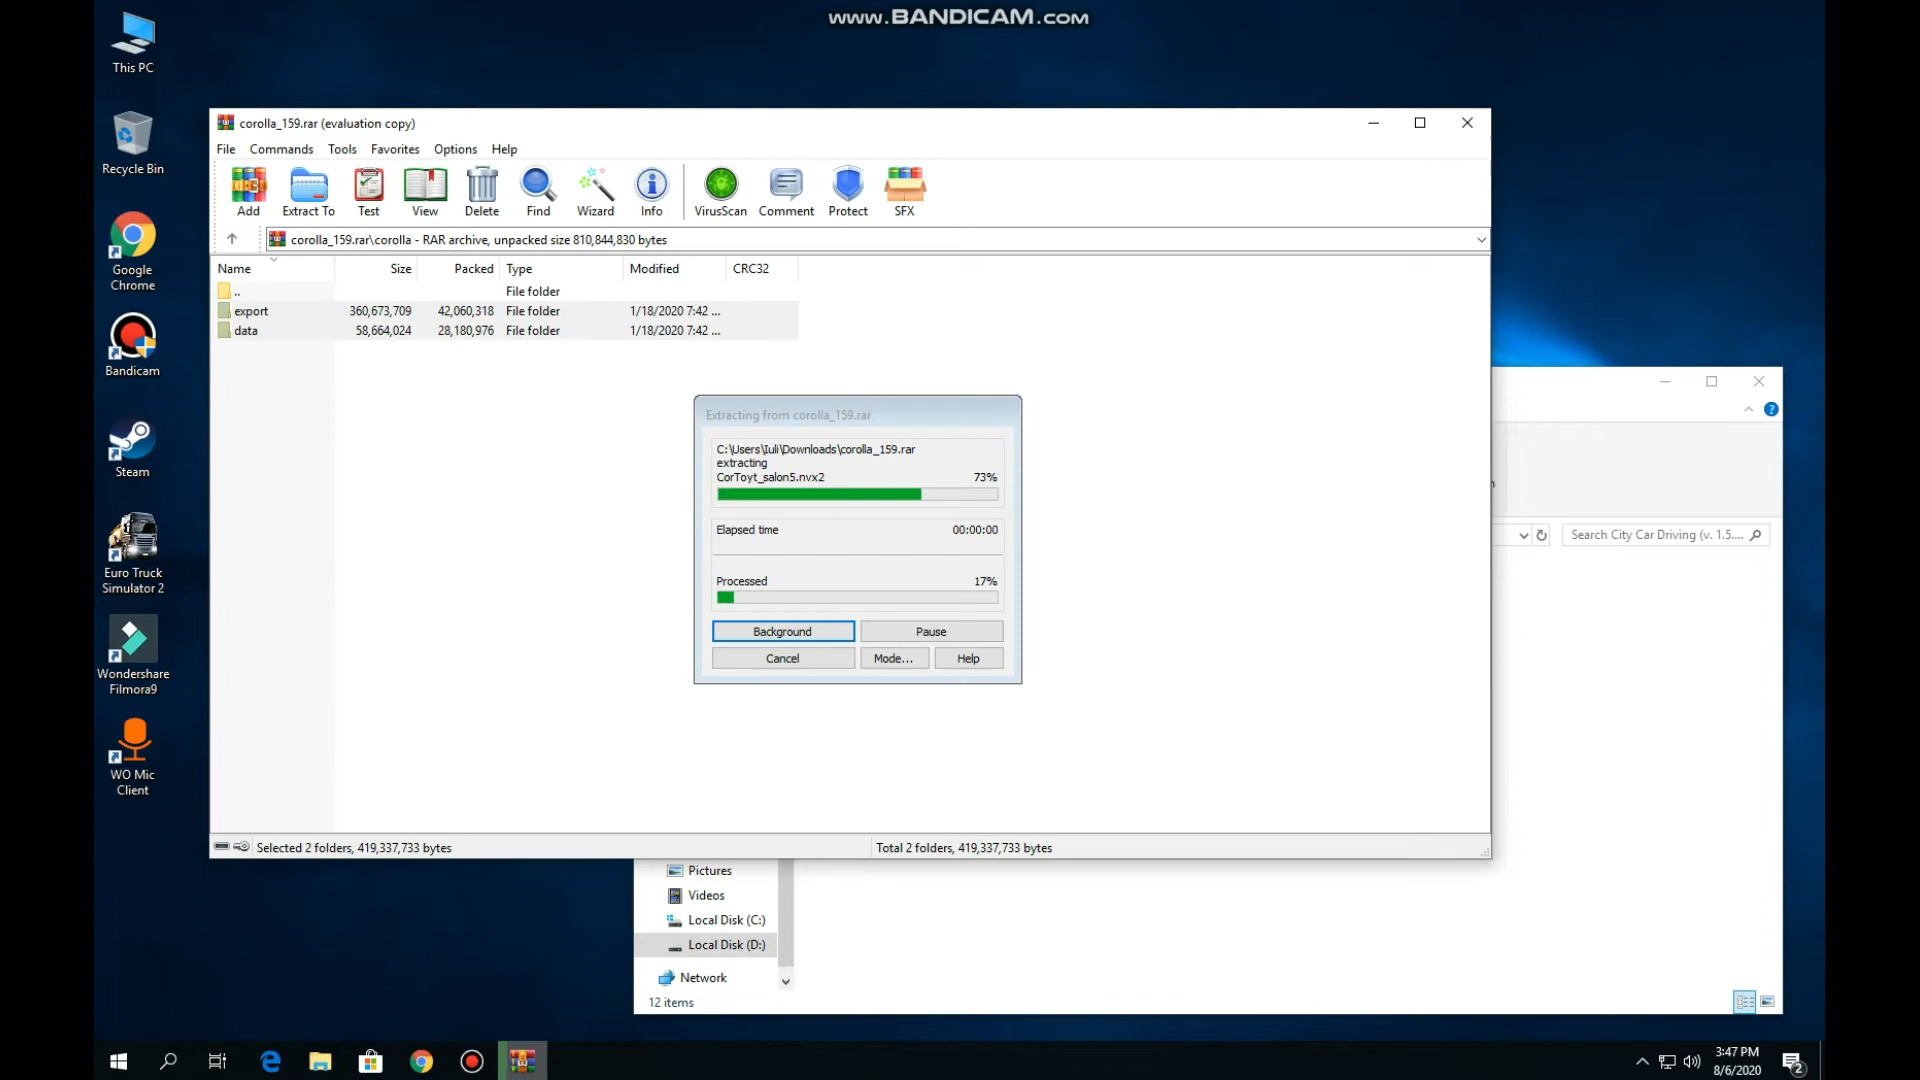 www.BANDICAM.com
This PC
Recycle Bin
Google
Chrome
Bandicam
Steam
Euro Truck
Simulator 2
Wondershare
Filmora9
WO Mic
Client
corolla_159.rar (evaluation copy)
File Commands Tools Favorites Options Help
Add Extract To Test View Delete Find Wizard Info VirusScan Comment Protect SFX
corolla_159.rar\corolla - RAR archive, unpacked size 810,844,830 bytes
Name Size Packed Type Modified CRC32
.. File folder
export 360,673,709 42,060,318 File folder 1/18/2020 7:42 ...
data 58,664,024 28,180,976 File folder 1/18/2020 7:42 ...
Extracting from corolla_159.rar
C:\Users\Iuli\Downloads\corolla_159.rar
extracting
CorToyt_salon5.nvx2 73%
Elapsed time 00:00:00
Processed 17%
Background Pause
Cancel Mode... Help
Selected 2 folders, 419,337,733 bytes
Total 2 folders, 419,337,733 bytes
Search City Car Driving (v. 1.5....
Pictures
Videos
Local Disk (C:)
Local Disk (D:)
Network
12 items
3:47 PM
8/6/2020
2